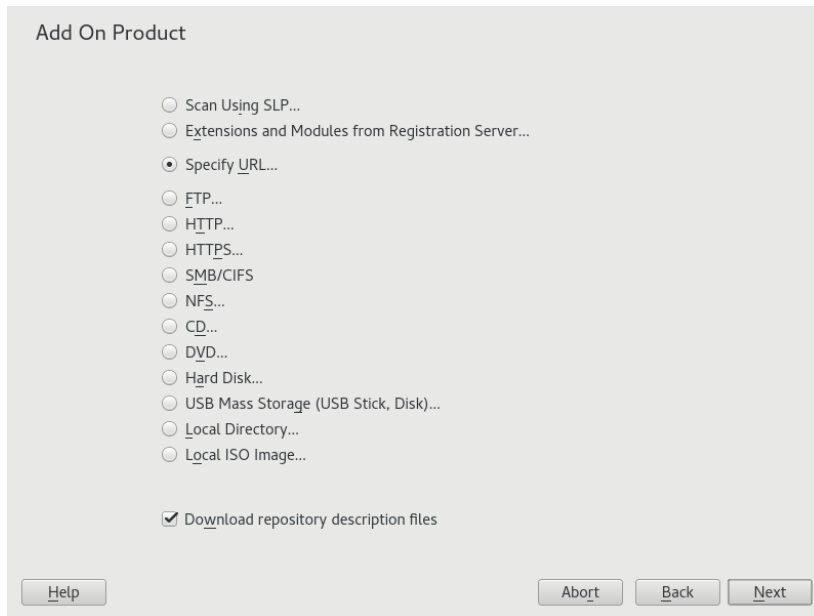 Add On Product
Scan Using SLP...
Extensions and Modules from Registration Server...
Specify URL...
FTP...
HTTP...
HTTPS...
SMB/CIFS
NFS...
CD...
DVD...
Hard Disk...
USB Mass Storage (USB Stick, Disk)...
Local Directory...
Local ISO Image...
Download repository description files
Help
Abort
Back
Next